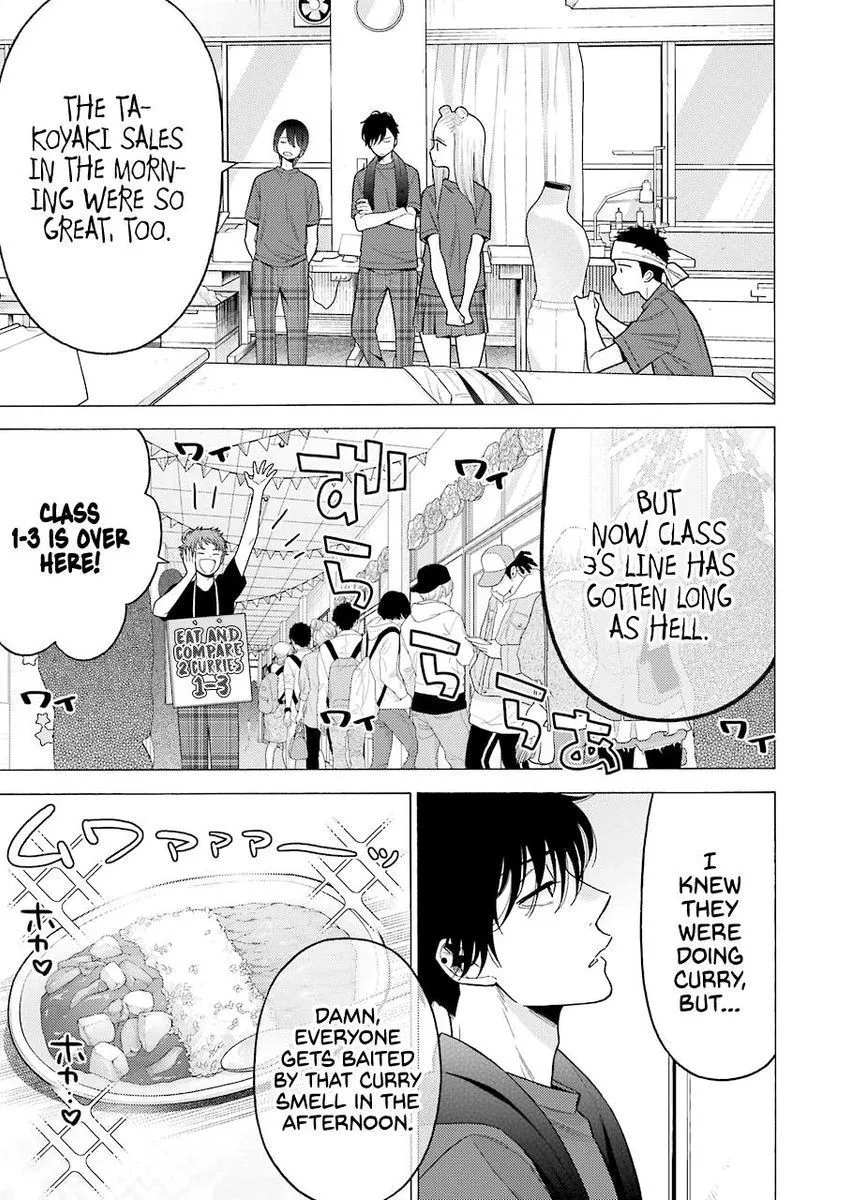 THE TA-
KOYAKI SALES
IN THE MORN-
ING WERE SO
GREAT, TOO.
BUT
NOW CLASS
3'S LINE HAS
GOTTEN LONG
AS HELL.
ワイ
ワイ
ずらららぁ
CLASS
1-3 IS OVER
HERE!
EAT AND
COMPARE
2 CURRIES
1-3
ワイ
ワイ
ワイ
I
KNEW
THEY
WERE
DOING
CURRY,
BUT...
ムワァァァーッ
ホカ♡
ホカ…♡
DAMN,
EVERYONE
GETS BAITED
BY THAT CURRY
SMELL IN THE
AFTERNOON.